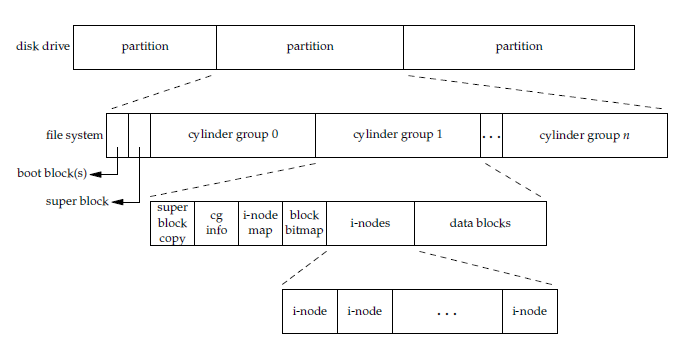 disk drive partition partition partition
file system cylinder group 0 cylinder group 1 ... cylinder group n
boot block(s)
super block
super block copy
cg info
i-node map
block bitmap
i-nodes
data blocks
i-node i-node ... i-node